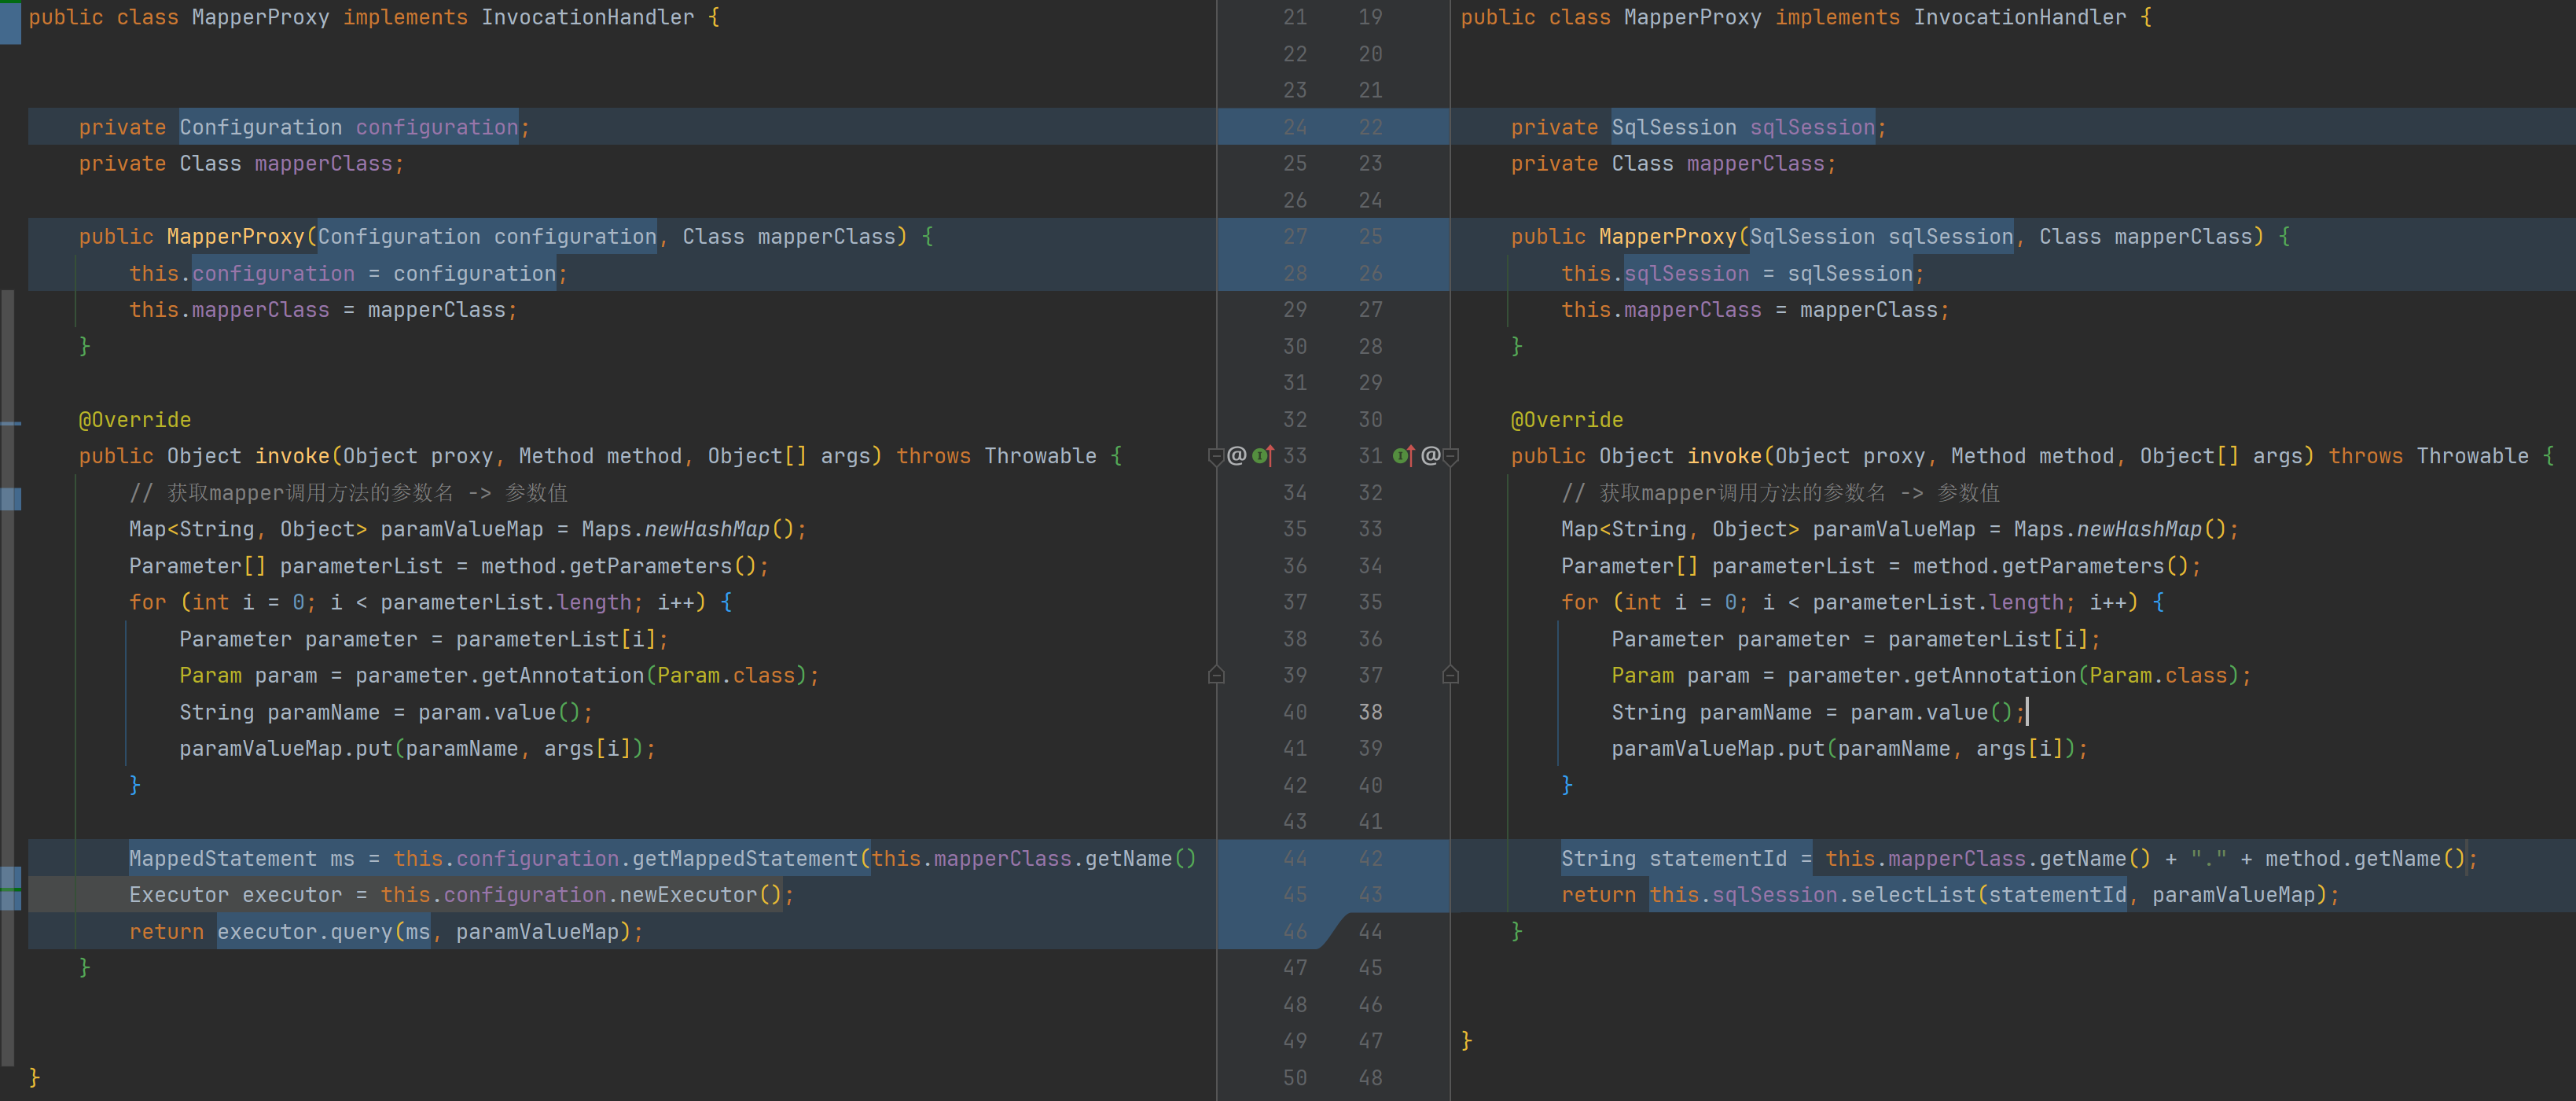 public class MapperProxy implements InvocationHandler {
private Configuration configuration;
private Class mapperClass;
public MapperProxy(Configuration configuration, Class mapperClass) {
this.configuration = configuration;
this.mapperClass = mapperClass;
}
@Override
public Object invoke(Object proxy, Method method, Object[] args) throws Throwable {
// 获取mapper调用方法的参数名 -> 参数值
Map<String, Object> paramValueMap = Maps.newHashMap();
Parameter[] parameterList = method.getParameters();
for (int i = 0; i < parameterList.length; i++) {
Parameter parameter = parameterList[i];
Param param = parameter.getAnnotation(Param.class);
String paramName = param.value();
paramValueMap.put(paramName, args[i]);
}
MappedStatement ms = this.configuration.getMappedStatement(this.mapperClass.getName()
Executor executor = this.configuration.newExecutor();
return executor.query(ms, paramValueMap);
}
}
21 19
22 20
23 21
24 22
25 23
26 24
27 25
28 26
29 27
30 28
31 29
32 30
@ 33 31 @
34 32
35 33
36 34
37 35
38 36
39 37
40 38
41 39
42 40
43 41
44 42
45 43
46 44
47 45
48 46
49 47
50 48
public class MapperProxy implements InvocationHandler {
private SqlSession sqlSession;
private Class mapperClass;
public MapperProxy(SqlSession sqlSession, Class mapperClass) {
this.sqlSession = sqlSession;
this.mapperClass = mapperClass;
}
@Override
public Object invoke(Object proxy, Method method, Object[] args) throws Throwable {
// 获取mapper调用方法的参数名 -> 参数值
Map<String, Object> paramValueMap = Maps.newHashMap();
Parameter[] parameterList = method.getParameters();
for (int i = 0; i < parameterList.length; i++) {
Parameter parameter = parameterList[i];
Param param = parameter.getAnnotation(Param.class);
String paramName = param.value();
paramValueMap.put(paramName, args[i]);
}
String statementId = this.mapperClass.getName() + "." + method.getName();
return this.sqlSession.selectList(statementId, paramValueMap);
}
}